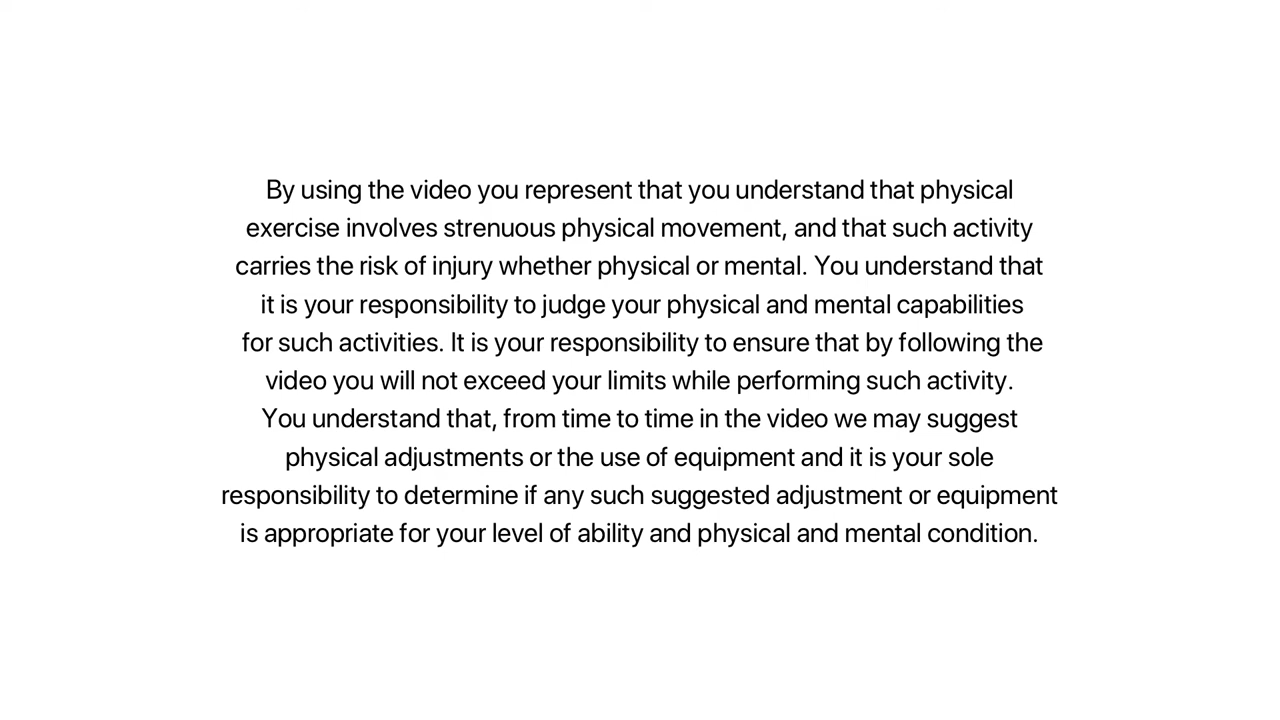 By using the video you represent that you understand that physical
exercise involves strenuous physical movement, and that such activity
carries the risk of injury whether physical or mental. You understand that
it is your responsibility to judge your physical and mental capabilities
for such activities. It is your responsibility to ensure that by following the
video you will not exceed your limits while performing such activity.
You understand that, from time to time in the video we may suggest
physical adjustments or the use of equipment and it is your sole
responsibility to determine if any such suggested adjustment or equipment
is appropriate for your level of ability and physical and mental condition.